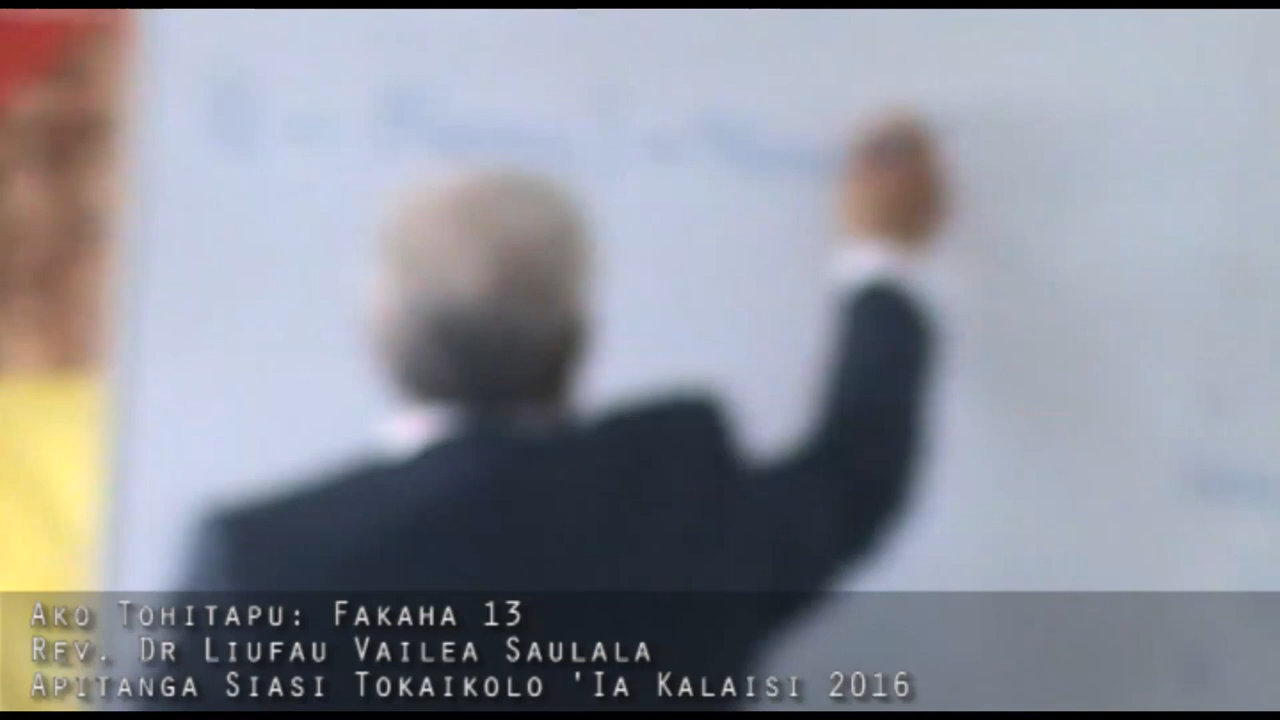 Ako Tohitapu: Fakaha 13
Rev. Dr Liufau Vailea Saulala
Apitanga Siasi Tokaikolo 'Ia Kalaisi 2016